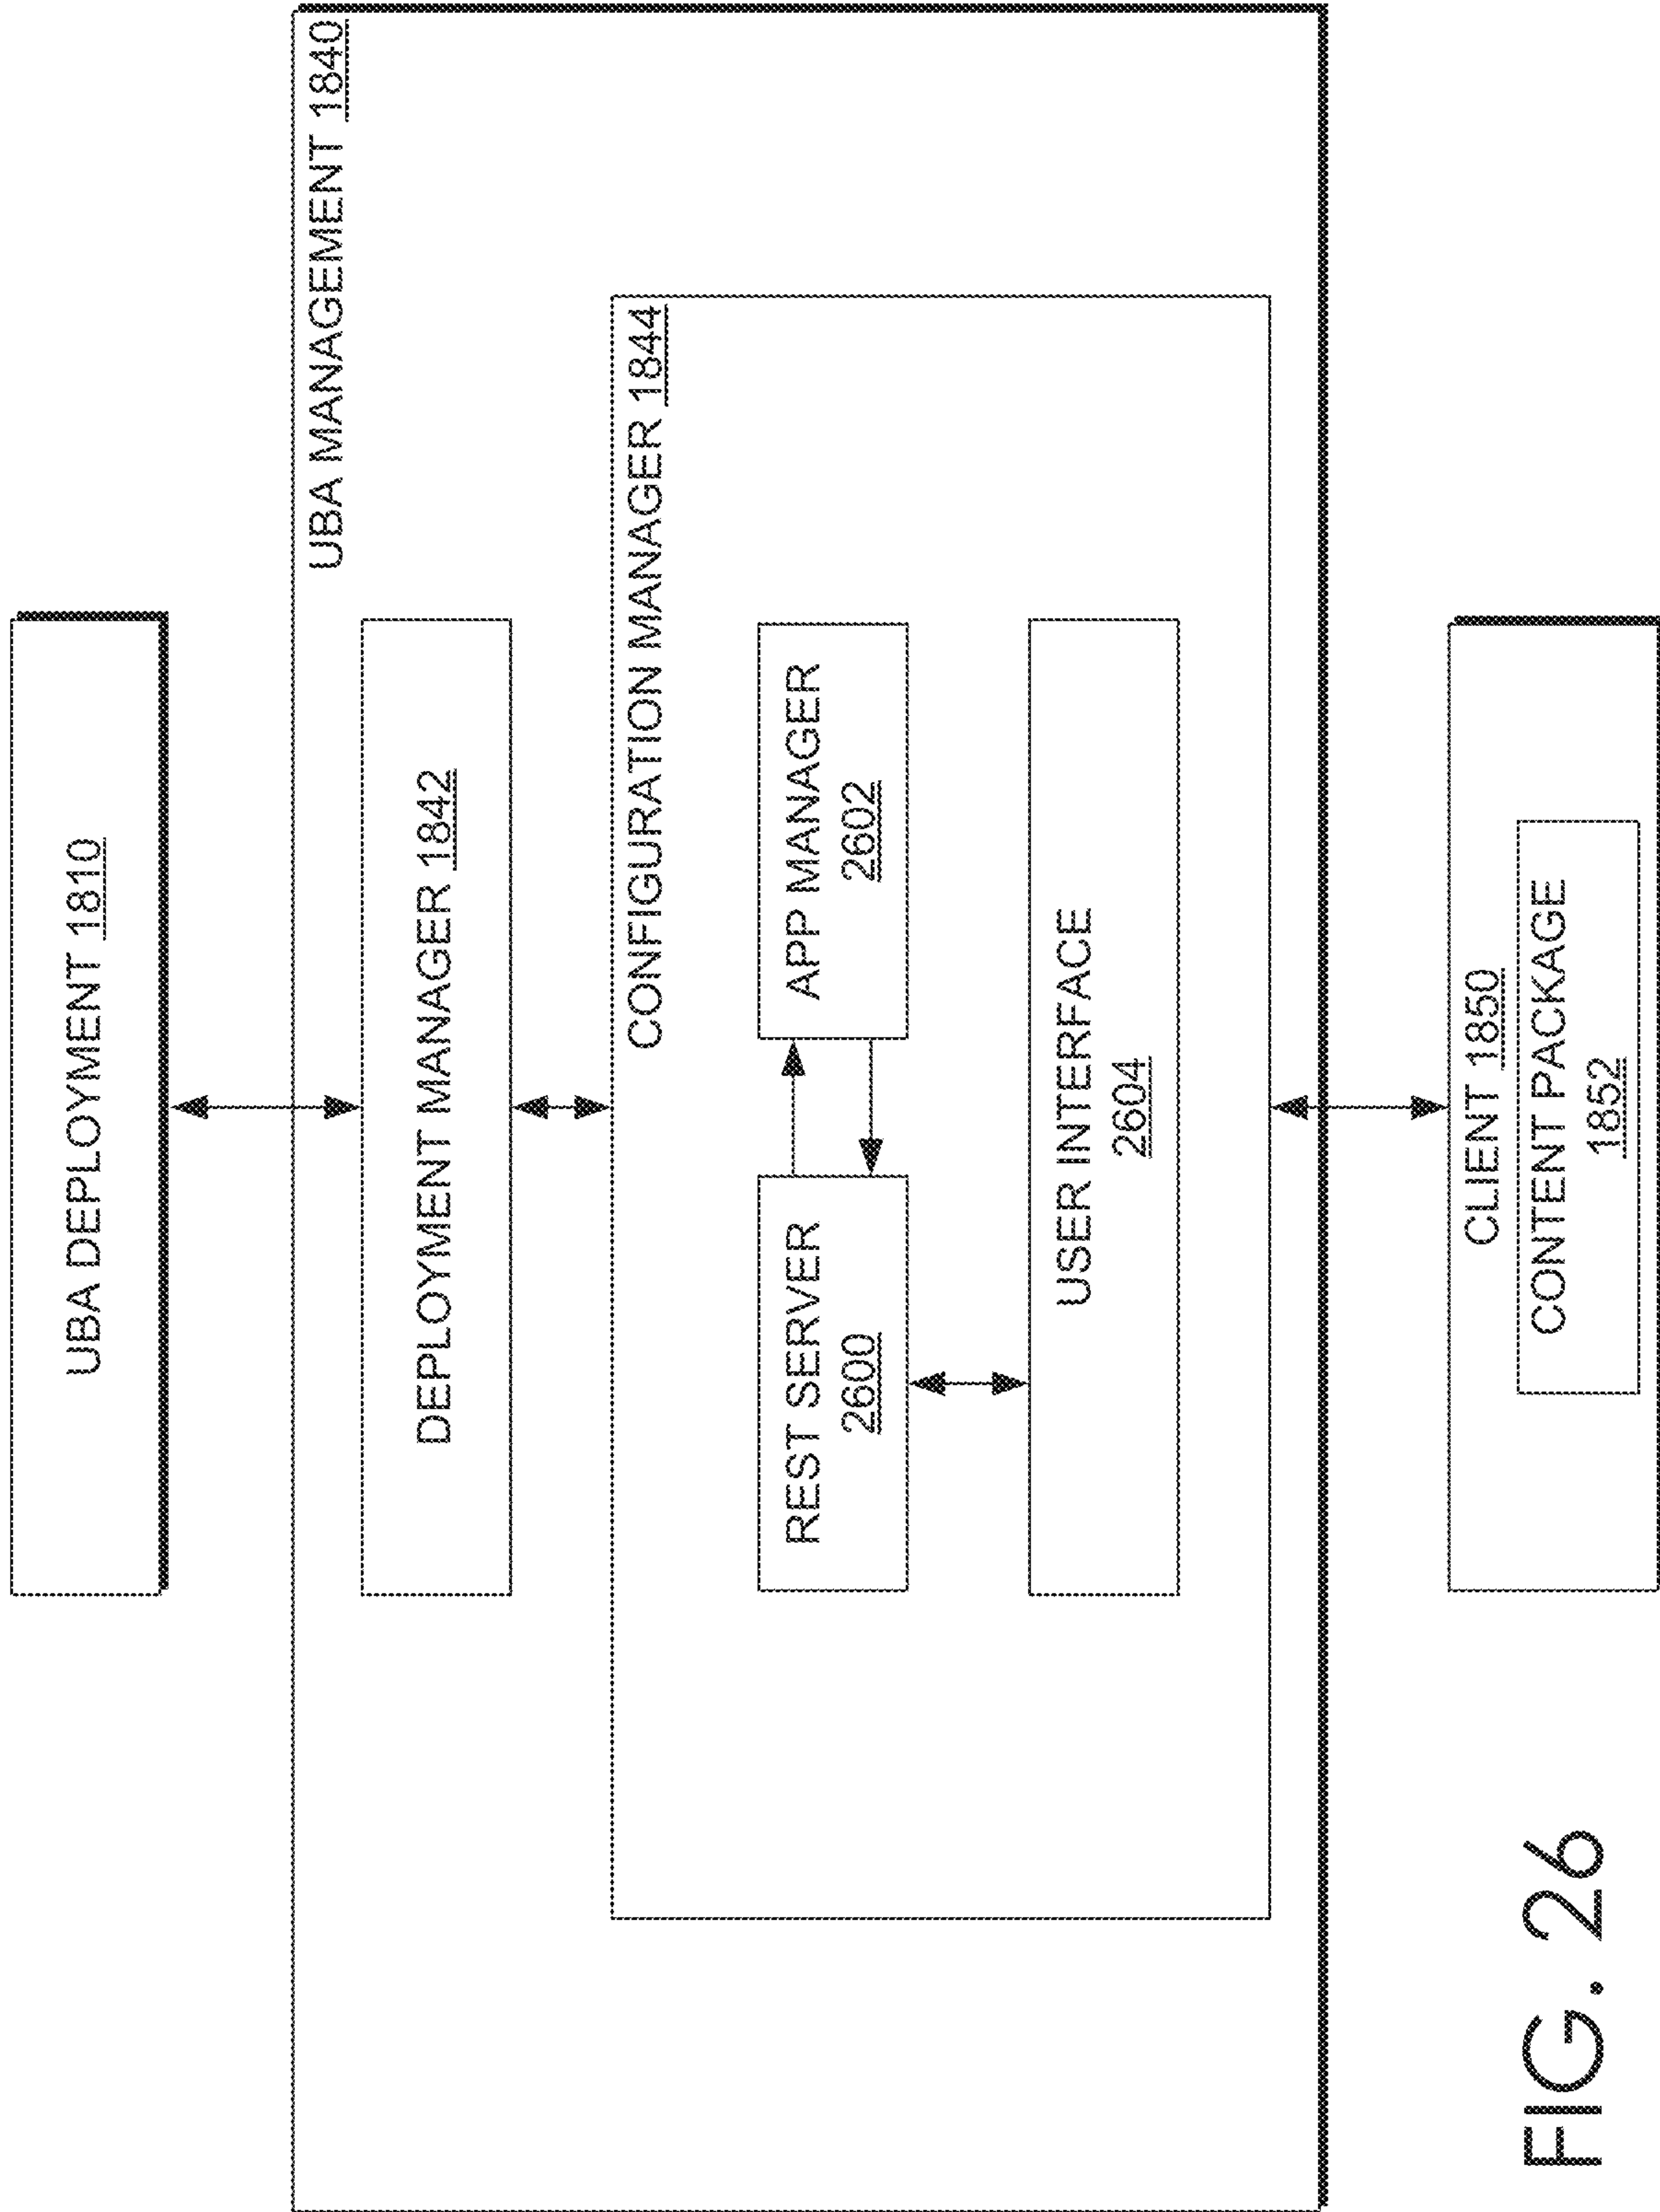 UBA DEPLOYMENT 1810
UBA MANAGEMENT 1840
DEPLOYMENT MANAGER 1842
CONFIGURATION MANAGER 1844
REST SERVER
2600
APP MANAGER
2602
USER INTERFACE
2604
CLIENT 1850
CONTENT PACKAGE
1852
FIG. 26